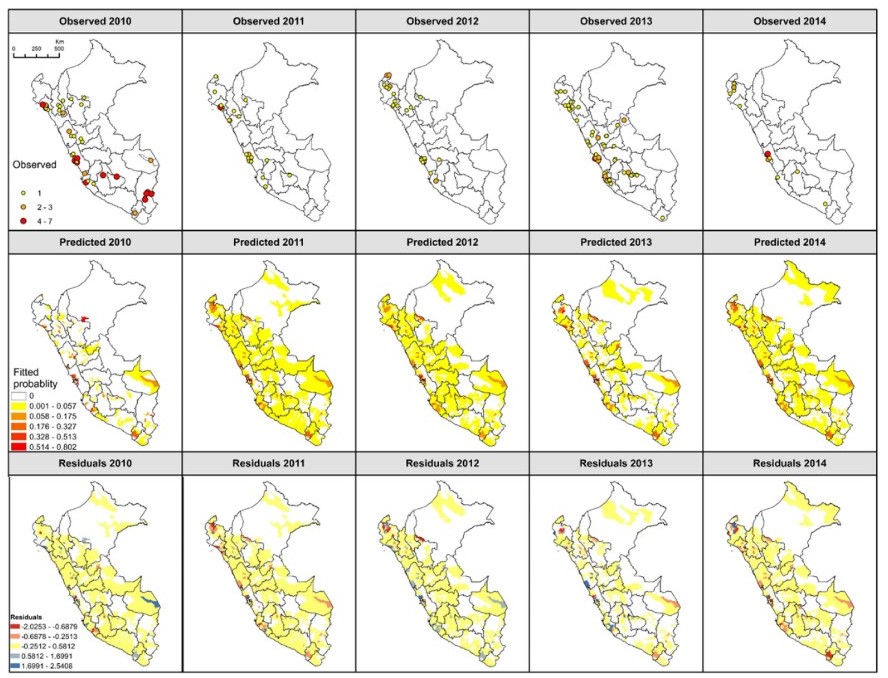 Observed 2010
Observed 2011
Observed 2012
Observed 2013
Observed 2014
Km
0 250 500
Observed
1
2 - 3
4 - 7
Predicted 2010
Predicted 2011
Predicted 2012
Predicted 2013
Predicted 2014
Fitted
probablity
0
0.001 - 0.057
0.058 - 0.175
0.176 - 0.327
0.328 - 0.513
0.514 - 0.802
Residuals 2010
Residuals 2011
Residuals 2012
Residuals 2013
Residuals 2014
Residuals
-2.0253 - -0.6879
-0.6878 - -0.2513
-0.2512 - 0.5812
0.5812 - 1.6991
1.6991 - 2.5408